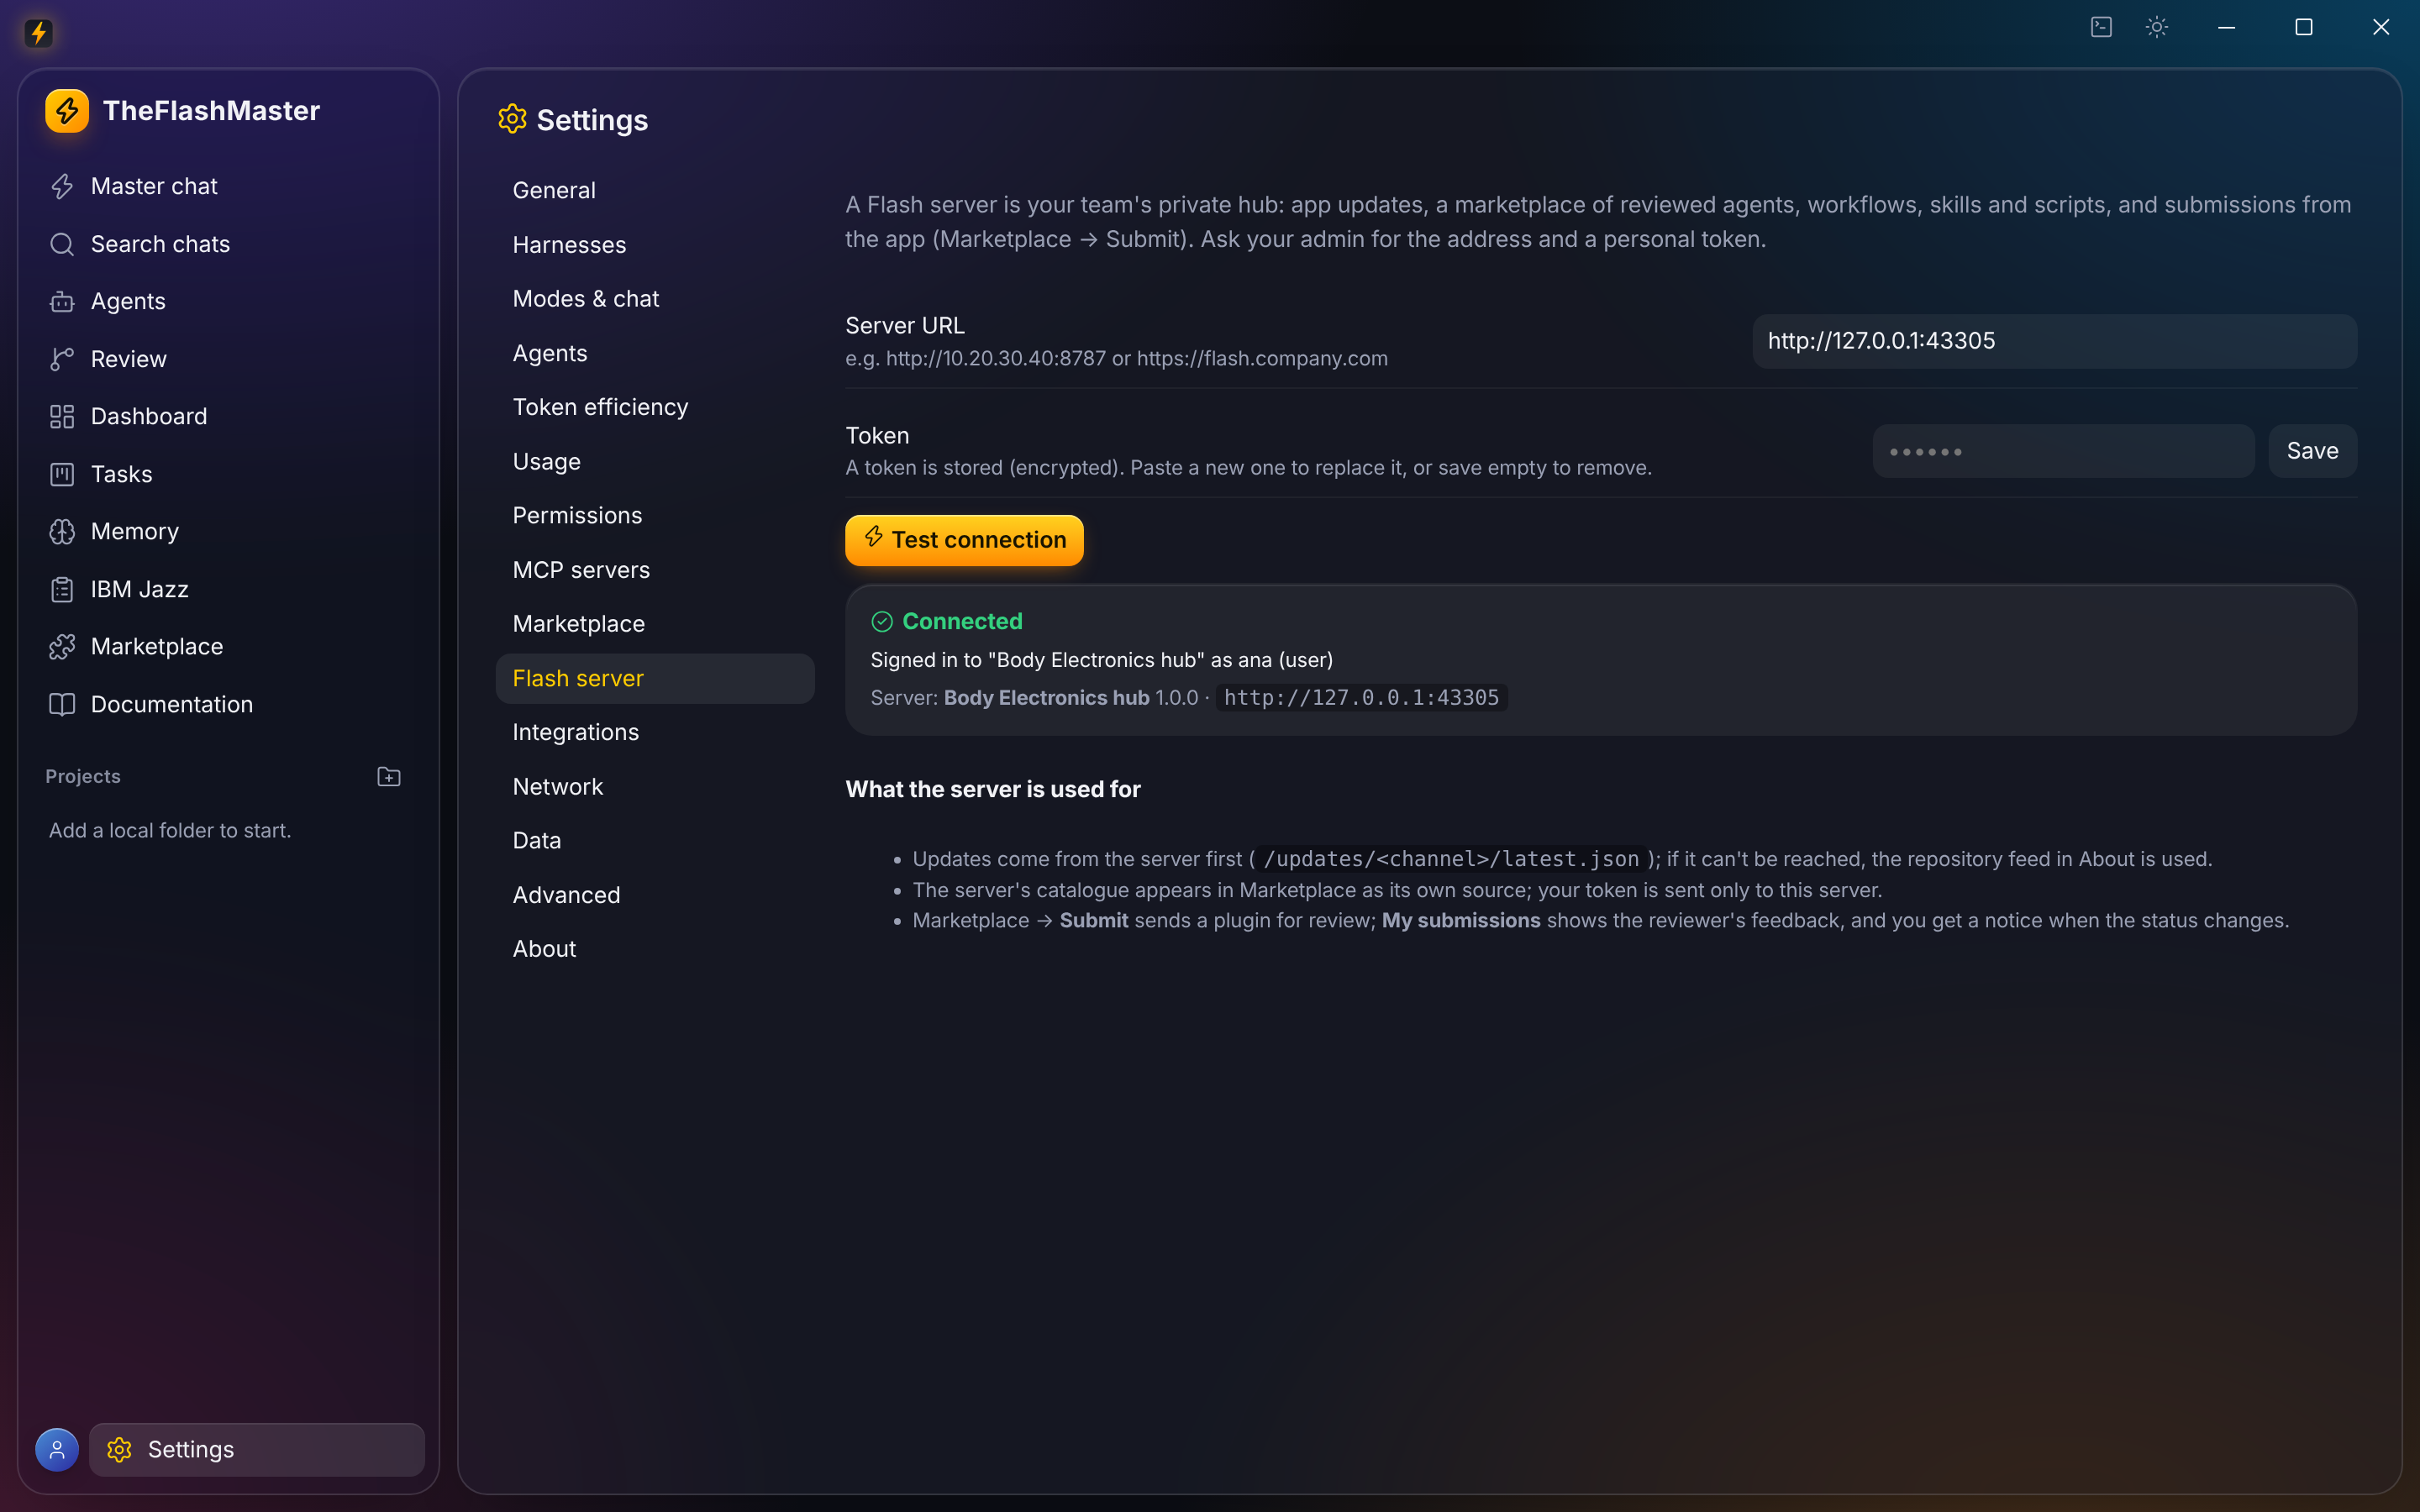 TheFlashMaster
Master chat
Search chats
Agents
Review
Dashboard
Tasks
Memory
IBM Jazz
Marketplace
Documentation
Projects
Add a local folder to start.
Settings
Settings
General
Harnesses
Modes & chat
Agents
Token efficiency
Usage
Permissions
MCP servers
Marketplace
Flash server
Integrations
Network
Data
Advanced
About
A Flash server is your team's private hub: app updates, a marketplace of reviewed agents, workflows, skills and scripts, and submissions from
the app (Marketplace → Submit). Ask your admin for the address and a personal token.
Server URL
e.g. http://10.20.30.40:8787 or https://flash.company.com
http://127.0.0.1:43305
Token
A token is stored (encrypted). Paste a new one to replace it, or save empty to remove.
••••••
Save
Test connection
Connected
Signed in to "Body Electronics hub" as ana (user)
Server: Body Electronics hub 1.0.0 · http://127.0.0.1:43305
What the server is used for
• Updates come from the server first ( /updates/<channel>/latest.json ); if it can't be reached, the repository feed in About is used.
• The server's catalogue appears in Marketplace as its own source; your token is sent only to this server.
• Marketplace → Submit sends a plugin for review; My submissions shows the reviewer's feedback, and you get a notice when the status changes.